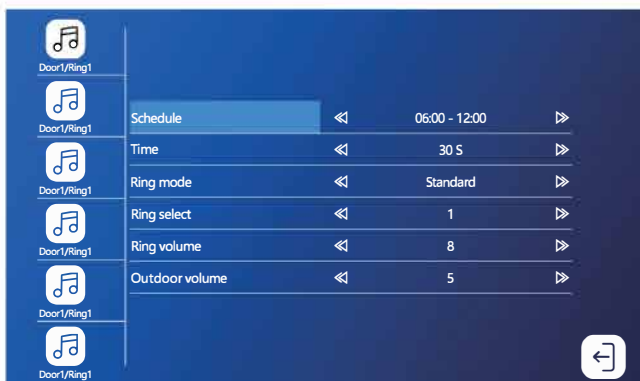 Door1/Ring1
Door1/Ring1
Door1/Ring1
Door1/Ring1
Door1/Ring1
Door1/Ring1
Schedule 06:00 - 12:00
Time 30 S
Ring mode Standard
Ring select 1
Ring volume 8
Outdoor volume 5